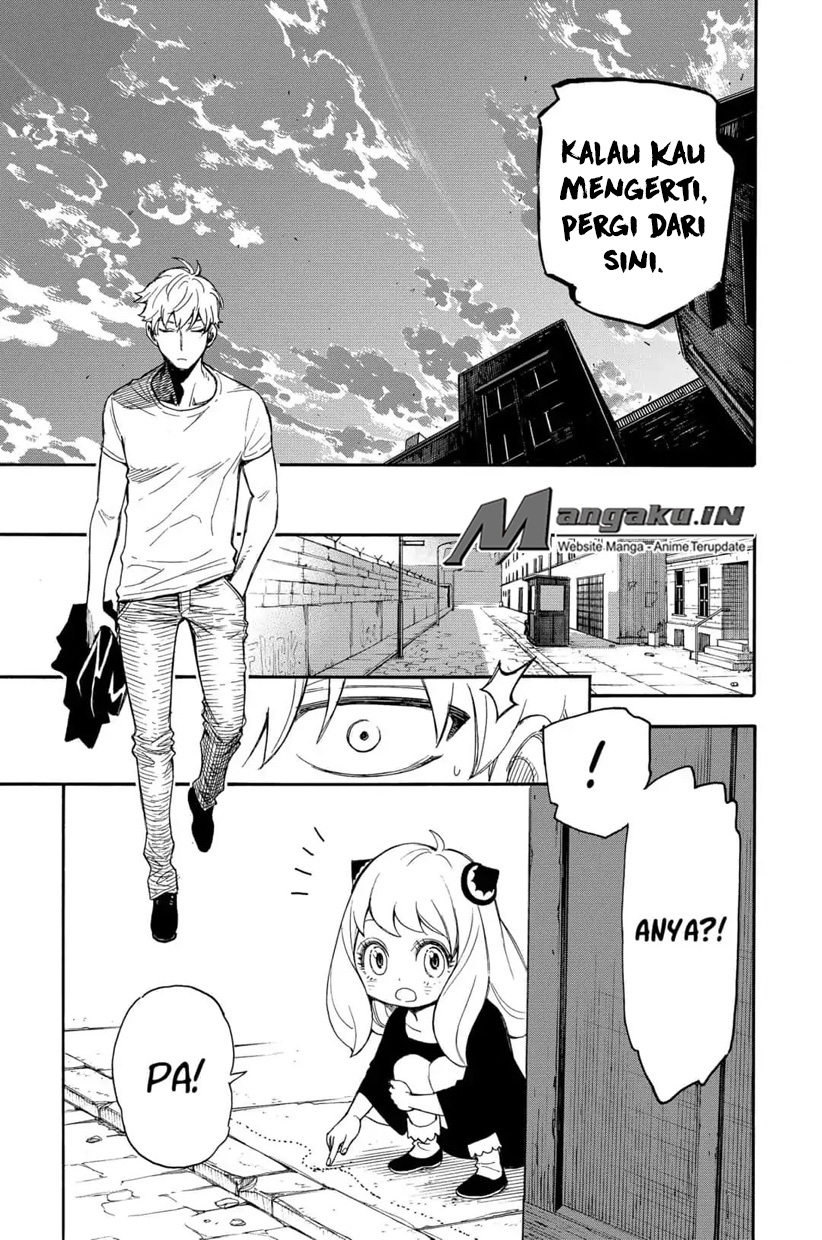 KALAU KAU
MENGERTI,
PERGI DARI
SINI.
Mangaku.iN
Website Manga - Anime Terupdate
!
ANYA?!
PA!